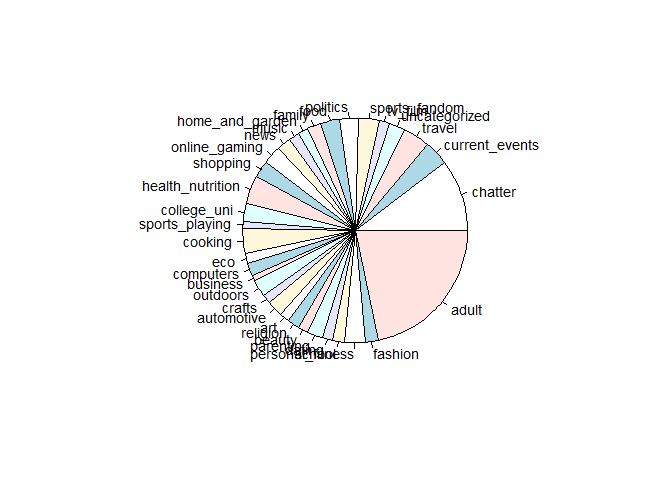 politics
sports_fandom
food
tv_film
family
uncategorized
home_and_garden
music
travel
news
online_gaming
current_events
shopping
health_nutrition
chatter
college_uni
sports_playing
cooking
eco
computers
business
outdoors
crafts
automotive
adult
art
religion
beauty
parenting
fashion